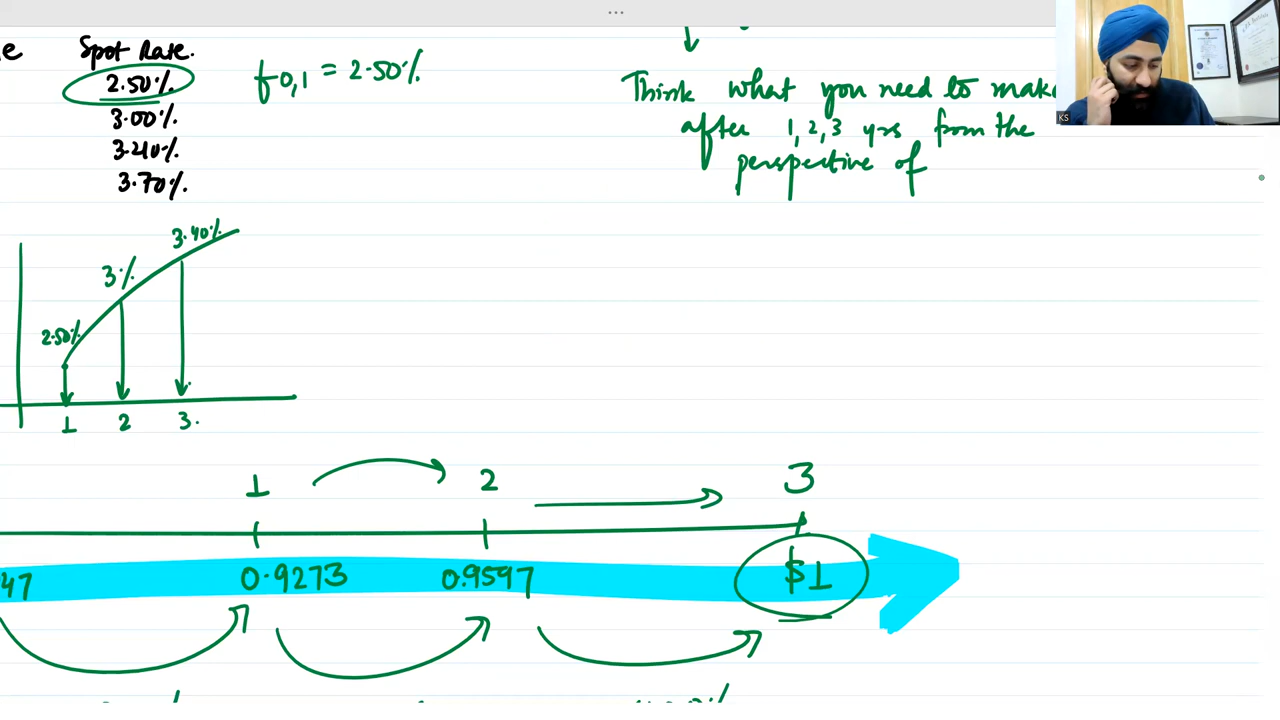 e Spot Rate.
2.50%. f0,1 = 2.50%
3.00%.
3.40%.
3.70%.
Think what you need to make
after 1,2,3 yrs from the
perspective of
KS
3.40%
3%
2.50%
1 2 3.
1 2 3
47 0.9273 0.9597 $1